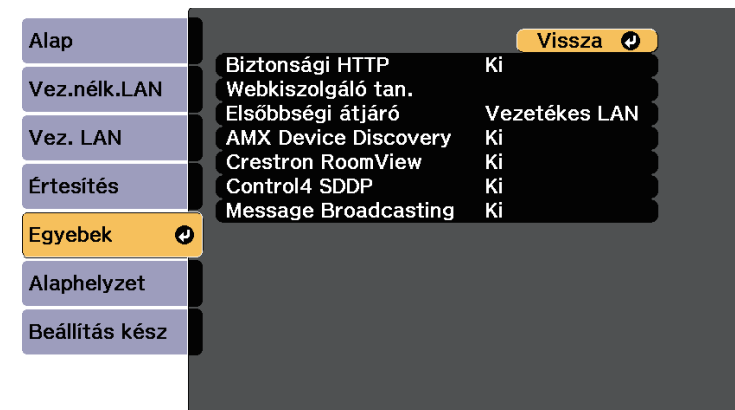 Alap
Vez.nélk.LAN
Vez. LAN
Értesítés
Egyebek
Alaphelyzet
Beállítás kész
Vissza
Biztonsági HTTP Ki
Webkiszolgáló tan.
Elsőbbségi átjáró Vezetékes LAN
AMX Device Discovery Ki
Crestron RoomView Ki
Control4 SDDP Ki
Message Broadcasting Ki